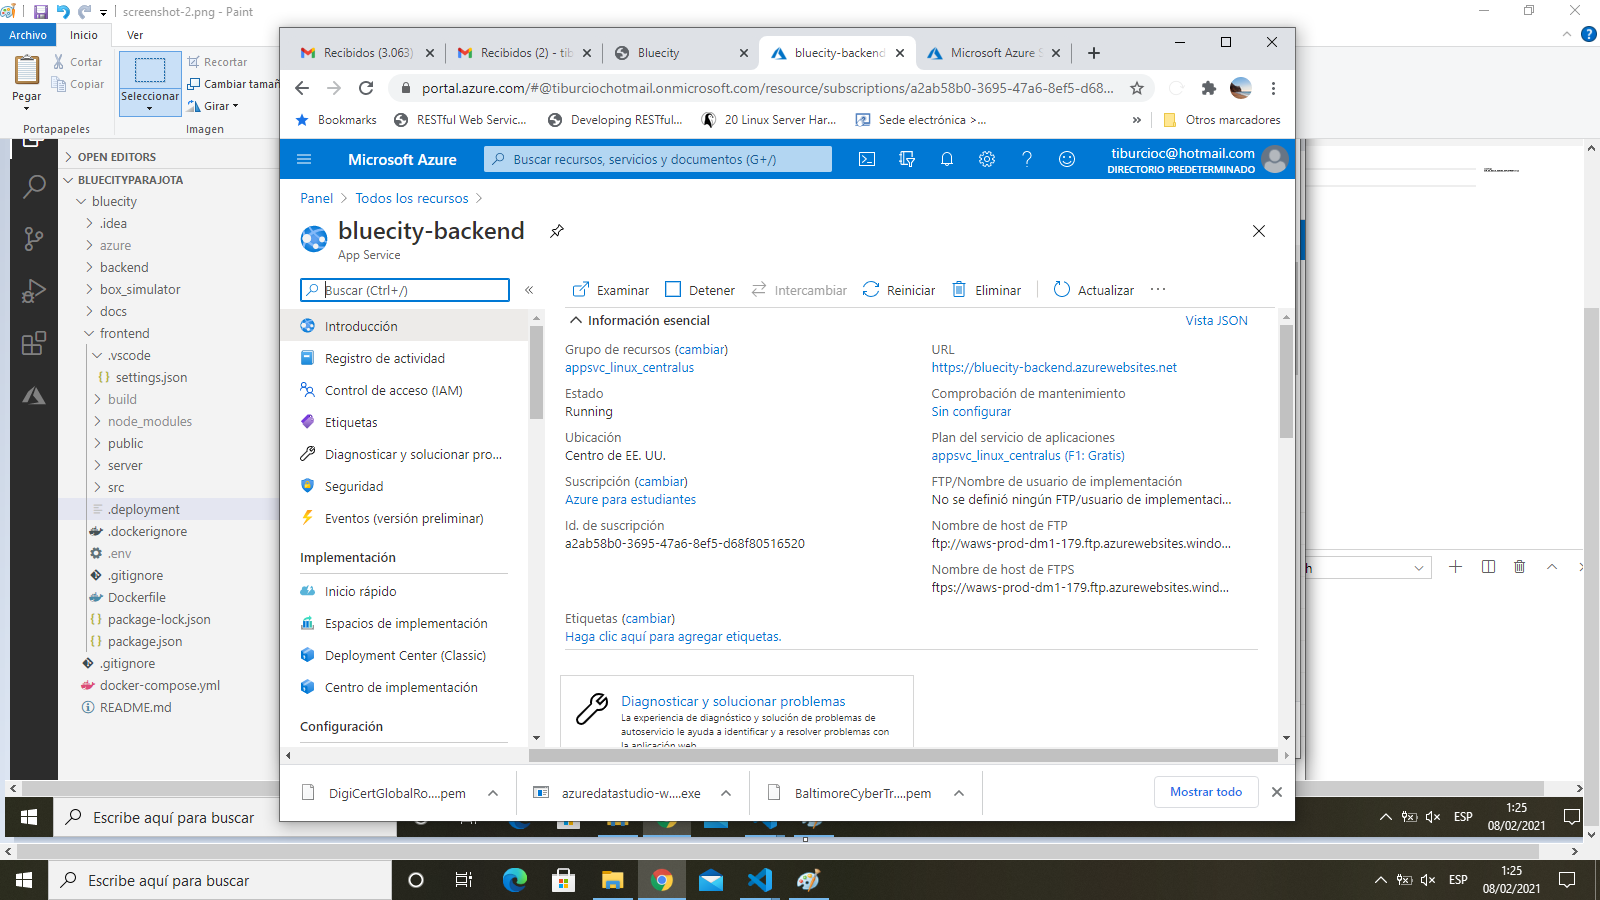 screenshot-2.png - Paint
Archivo
Inicio
Ver
Pegar
Cortar
Copiar
Portapapeles
Seleccionar
Recortar
Cambiar tamañ
Girar
Imagen
OPEN EDITORS
BLUECITYPARAJOTA
bluecity
.idea
azure
backend
box_simulator
docs
frontend
.vscode
settings.json
build
node_modules
public
server
src
.deployment
.dockerignore
.env
.gitignore
Dockerfile
package-lock.json
package.json
.gitignore
docker-compose.yml
README.md
Recibidos (3.063)
Recibidos (2) - tib
Bluecity
bluecity-backend
Microsoft Azure S
portal.azure.com/#@tiburciochotmail.onmicrosoft.com/resource/subscriptions/a2ab58b0-3695-47a6-8ef5-d68...
Bookmarks
RESTful Web Servic...
Developing RESTful...
20 Linux Server Har...
Sede electrónica >...
»
Otros marcadores
Microsoft Azure
Buscar recursos, servicios y documentos (G+/)
tiburcioc@hotmail.com
DIRECTORIO PREDETERMINADO
Panel > Todos los recursos >
bluecity-backend
App Service
Buscar (Ctrl+/)
«
Introducción
Registro de actividad
Control de acceso (IAM)
Etiquetas
Diagnosticar y solucionar pro...
Seguridad
Eventos (versión preliminar)
Implementación
Inicio rápido
Espacios de implementación
Deployment Center (Classic)
Centro de implementación
Configuración
Examinar
Detener
Intercambiar
Reiniciar
Eliminar
Actualizar
...
Información esencial
Vista JSON
Grupo de recursos (cambiar)
appsvc_linux_centralus
Estado
Running
Ubicación
Centro de EE. UU.
Suscripción (cambiar)
Azure para estudiantes
Id. de suscripción
a2ab58b0-3695-47a6-8ef5-d68f80516520
URL
https://bluecity-backend.azurewebsites.net
Comprobación de mantenimiento
Sin configurar
Plan del servicio de aplicaciones
appsvc_linux_centralus (F1: Gratis)
FTP/Nombre de usuario de implementación
No se definió ningún FTP/usuario de implementaci...
Nombre de host de FTP
ftp://waws-prod-dm1-179.ftp.azurewebsites.windo...
Nombre de host de FTPS
ftps://waws-prod-dm1-179.ftp.azurewebsites.wind...
Etiquetas (cambiar)
Haga clic aquí para agregar etiquetas.
Diagnosticar y solucionar problemas
La experiencia de diagnóstico y solución de problemas de
autoservicio le ayuda a identificar y a resolver problemas con
la aplicación web
DigiCertGlobalRo....pem
azuredatastudio-w....exe
BaltimoreCyberTr....pem
Mostrar todo
h
Escribe aquí para buscar
ESP
1:25
08/02/2021
Escribe aquí para buscar
ESP
1:25
08/02/2021